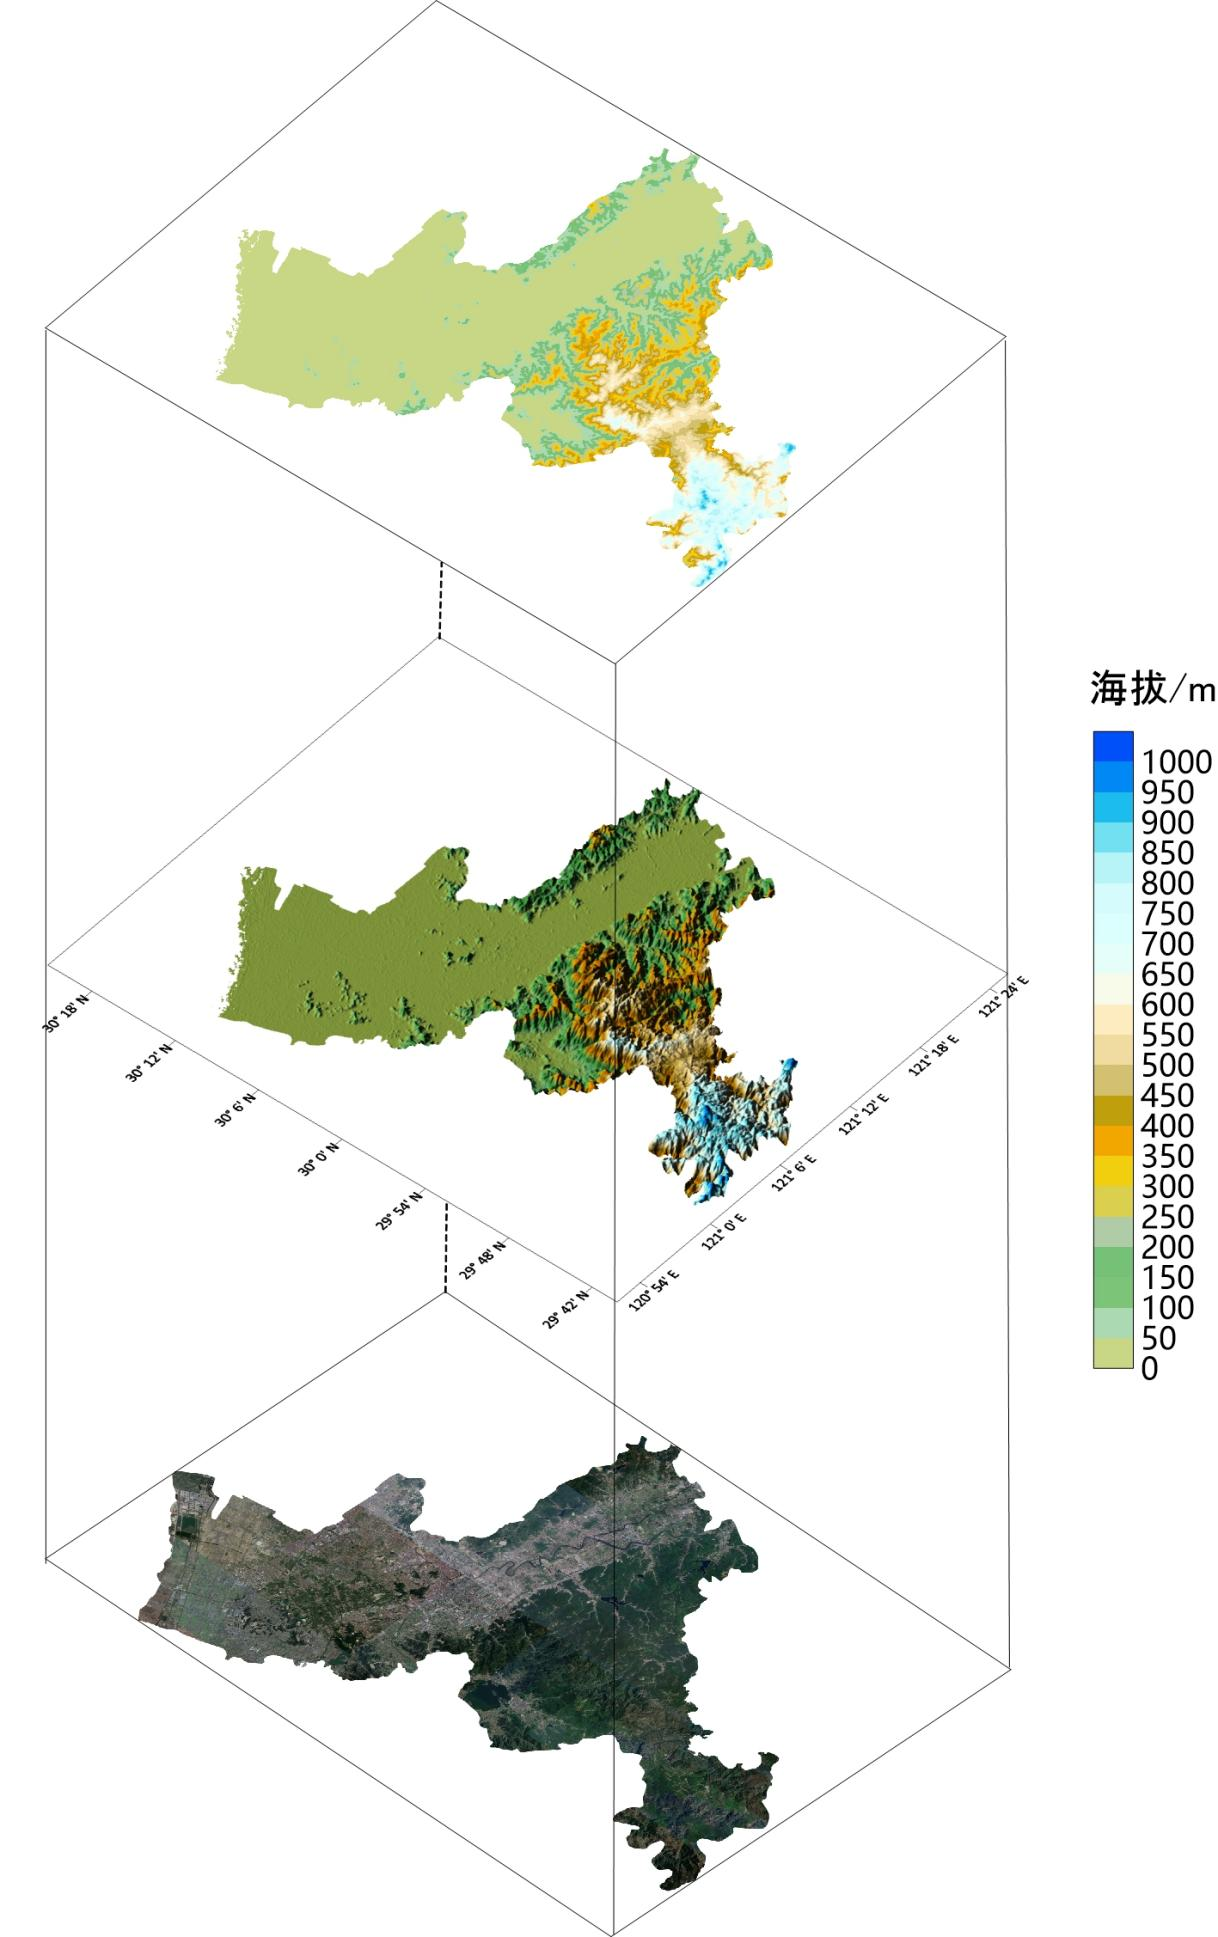 海拔/m
1000
950
900
850
800
750
700
650
600
550
500
450
400
350
300
250
200
150
100
50
0
30° 18' N
30° 12' N
30° 6' N
30° 0' N
29° 54' N
29° 48' N
29° 42' N
120° 54' E
121° 0' E
121° 6' E
121° 12' E
121° 18' E
121° 24' E